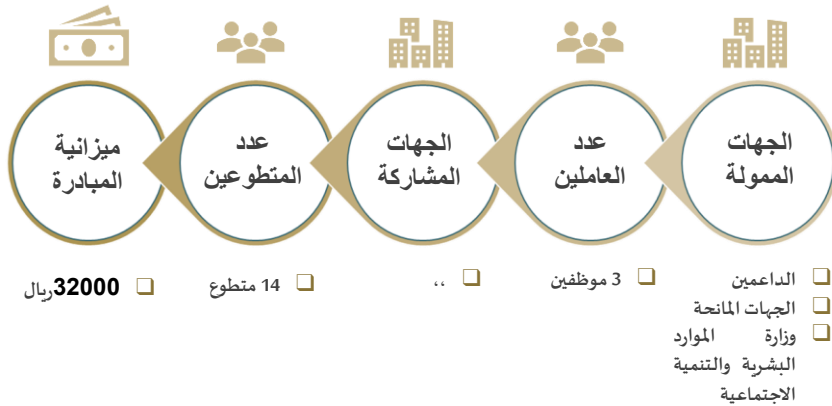 الجهات
الممولة
عدد
العاملين
الجهات
المشاركة
عدد
المتطوعين
ميزانية
المبادرة
الداعمين
الجهات المانحة
وزارة الموارد
البشرية والتنمية
الاجتماعية
3 موظفين
،،
14 متطوع
32000ريال